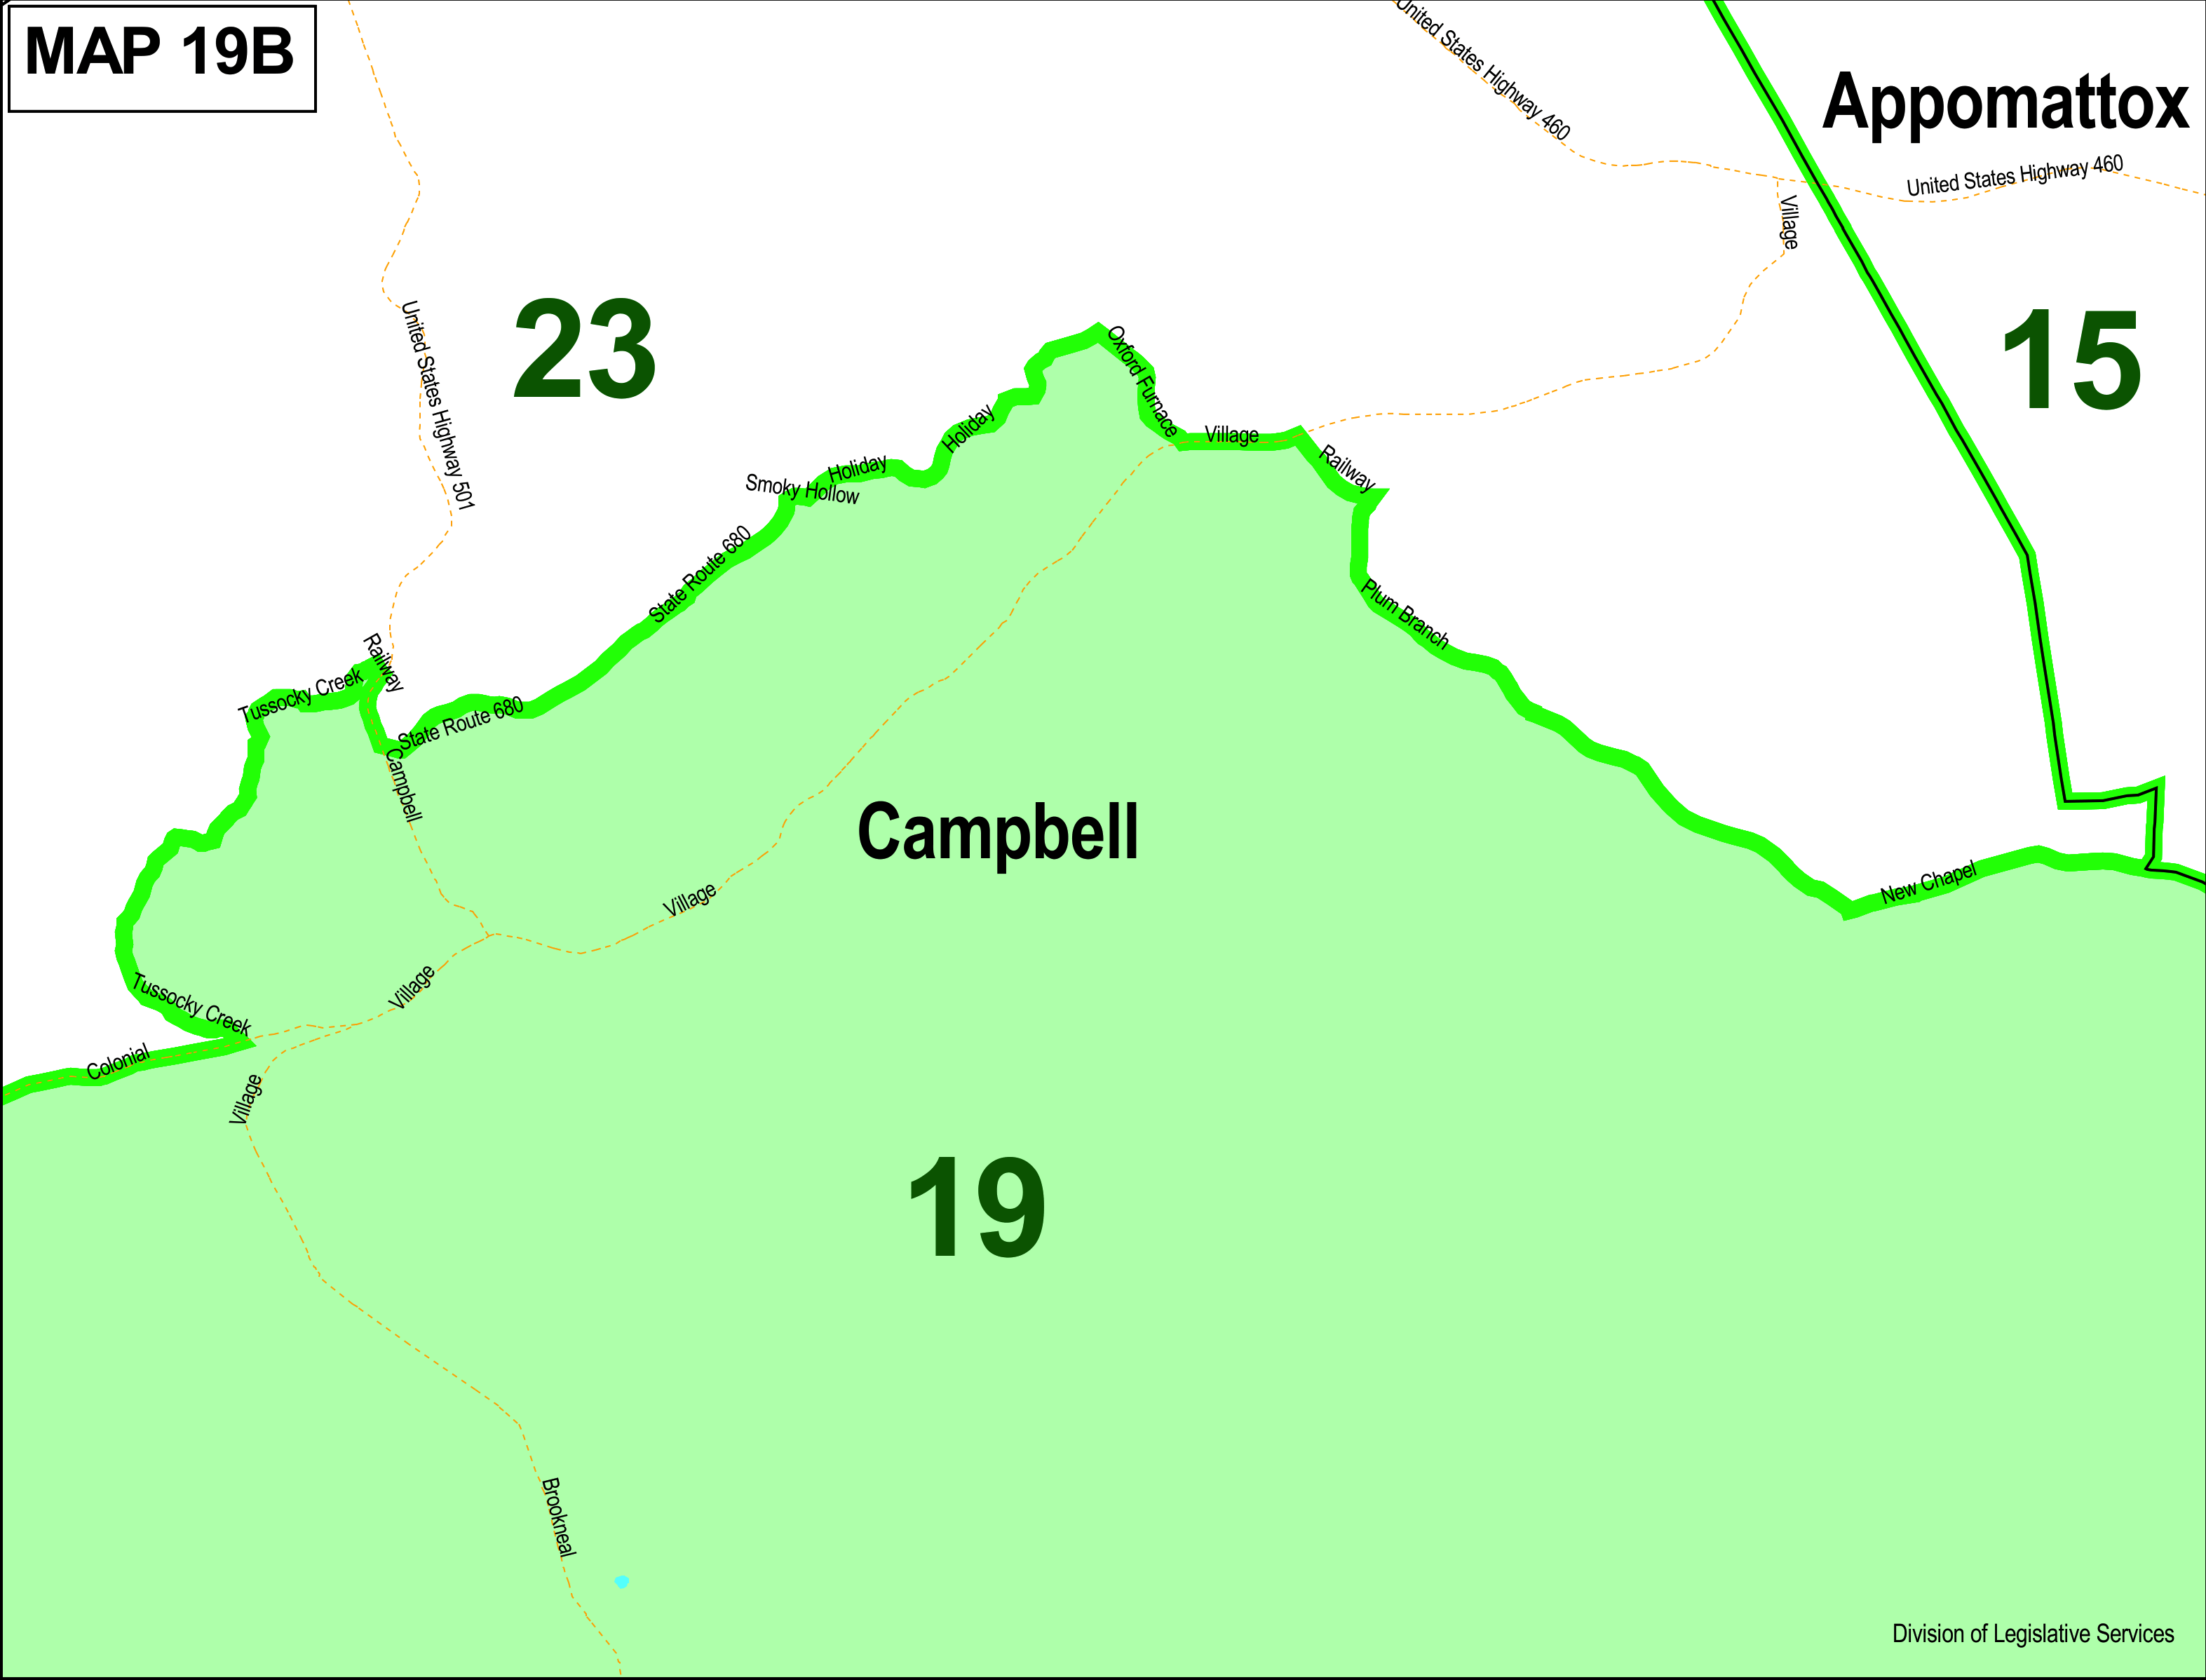 MAP 19B
United States Highway 460
Appomattox
United States Highway 460
Village
23
15
United States Highway 501
Oxford Furnace
Holiday
Village
Railway
Holiday
Smoky Hollow
State Route 680
Plum Branch
Railway
Tussocky Creek
State Route 680
Campbell
Campbell
New Chapel
Village
Village
Tussocky Creek
Colonial
Village
19
Brookneal
Division of Legislative Services